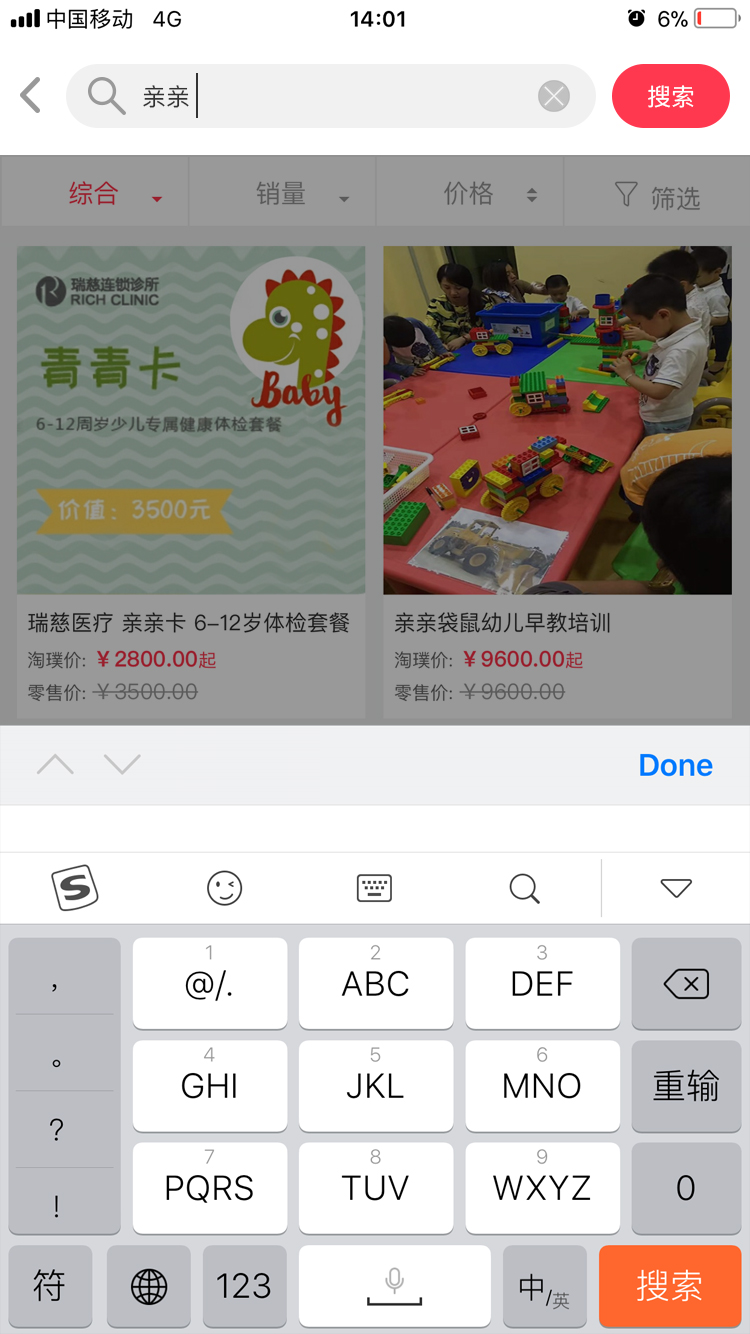 中国移动 4G 14:01 6%
亲亲 搜索
综合 销量 价格 筛选
瑞慈连锁诊所
RICH CLINIC
青青卡
Baby
6-12周岁少儿专属健康体检套餐
价值：3500元
瑞慈医疗 亲亲卡 6-12岁体检套餐
淘璞价: ¥2800.00起
零售价: ¥3500.00
亲亲袋鼠幼儿早教培训
淘璞价: ¥9600.00起
零售价: ¥9600.00
Done
S
， 1 @/. 2 ABC 3 DEF
。 4 GHI 5 JKL 6 MNO 重输
? 7 PQRS 8 TUV 9 WXYZ 0
!
符 123 中/英 搜索